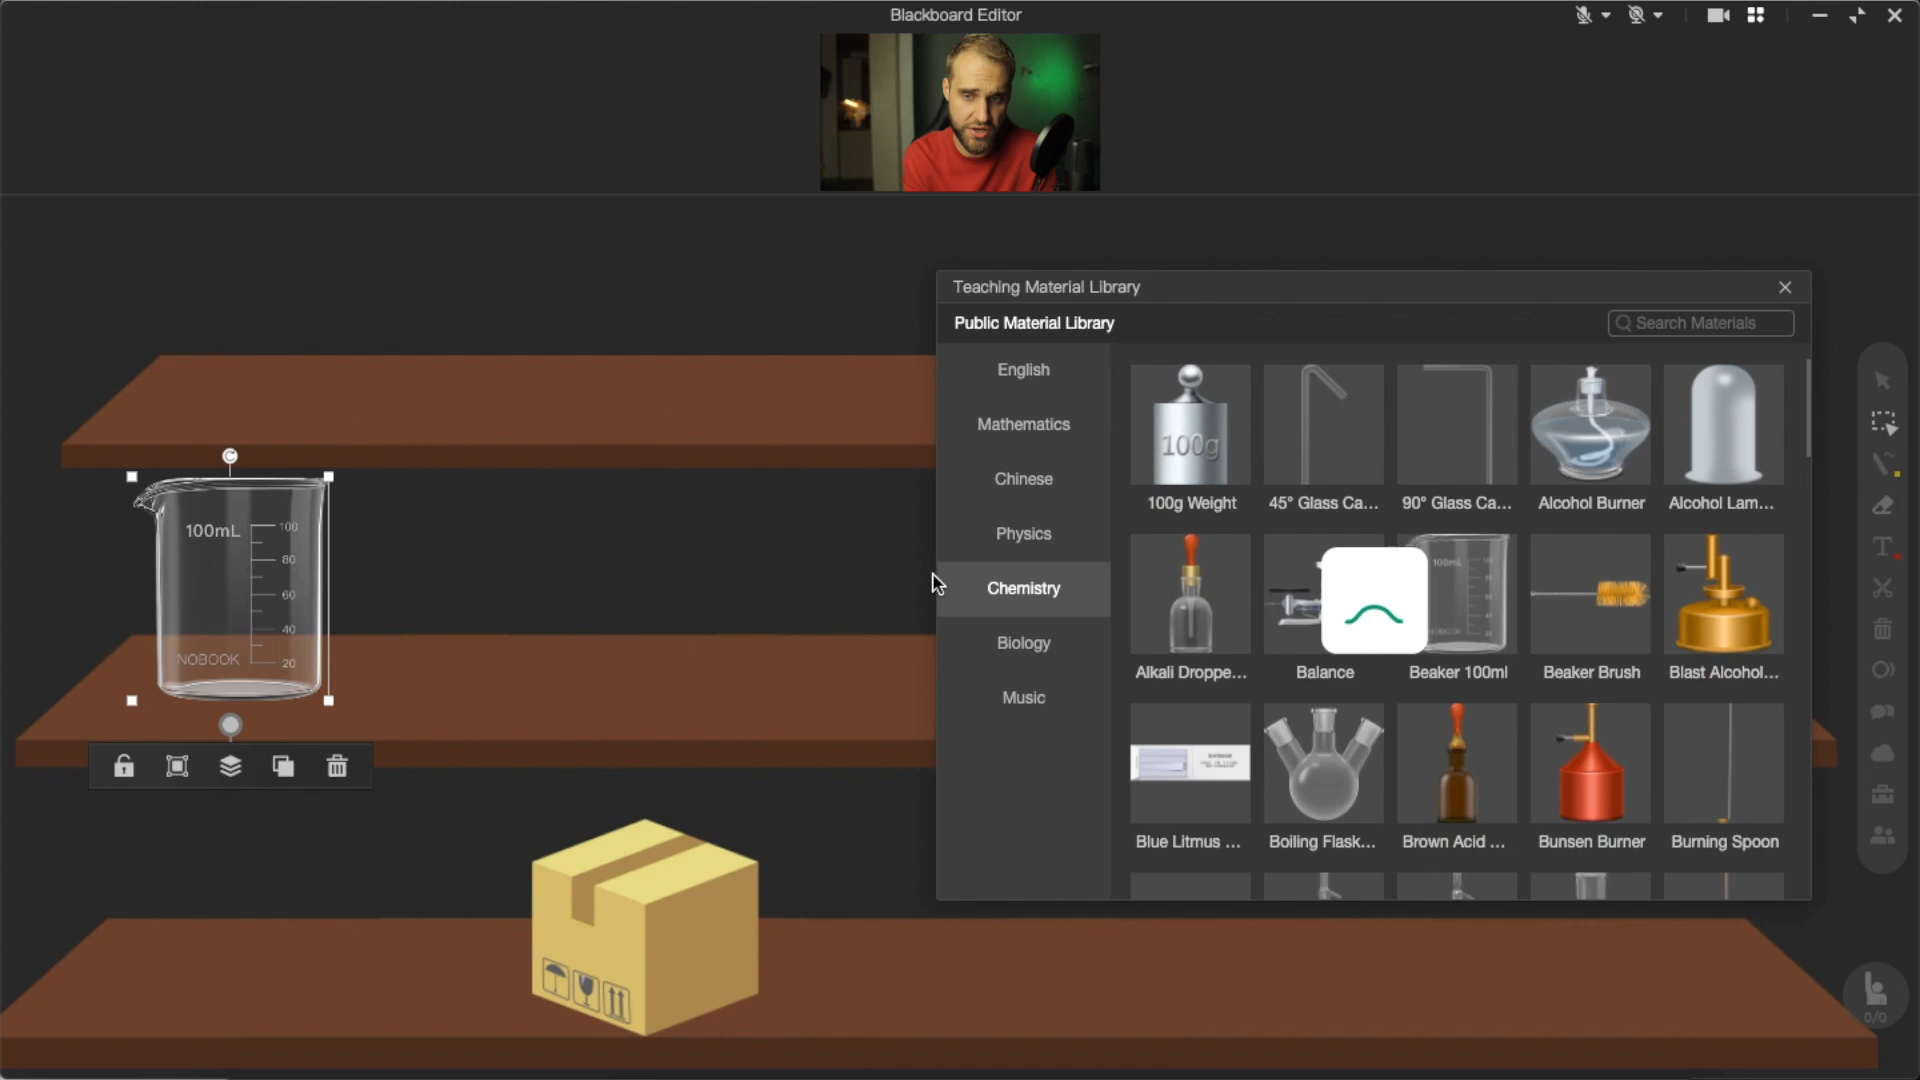 Blackboard Editor
Teaching Material Library
Public Material Library
Search Materials
English
Mathematics
Chinese
Physics
Chemistry
Biology
Music
100g
100g Weight
45° Glass Ca...
90° Glass Ca...
Alcohol Burner
Alcohol Lam...
100mL
Alkali Droppe...
Balance
Beaker 100ml
Beaker Brush
Blast Alcohol...
Blue Litmus ...
Boiling Flask...
Brown Acid ...
Bunsen Burner
Burning Spoon
100mL
100
80
60
40
20
NOBOOK
0/0